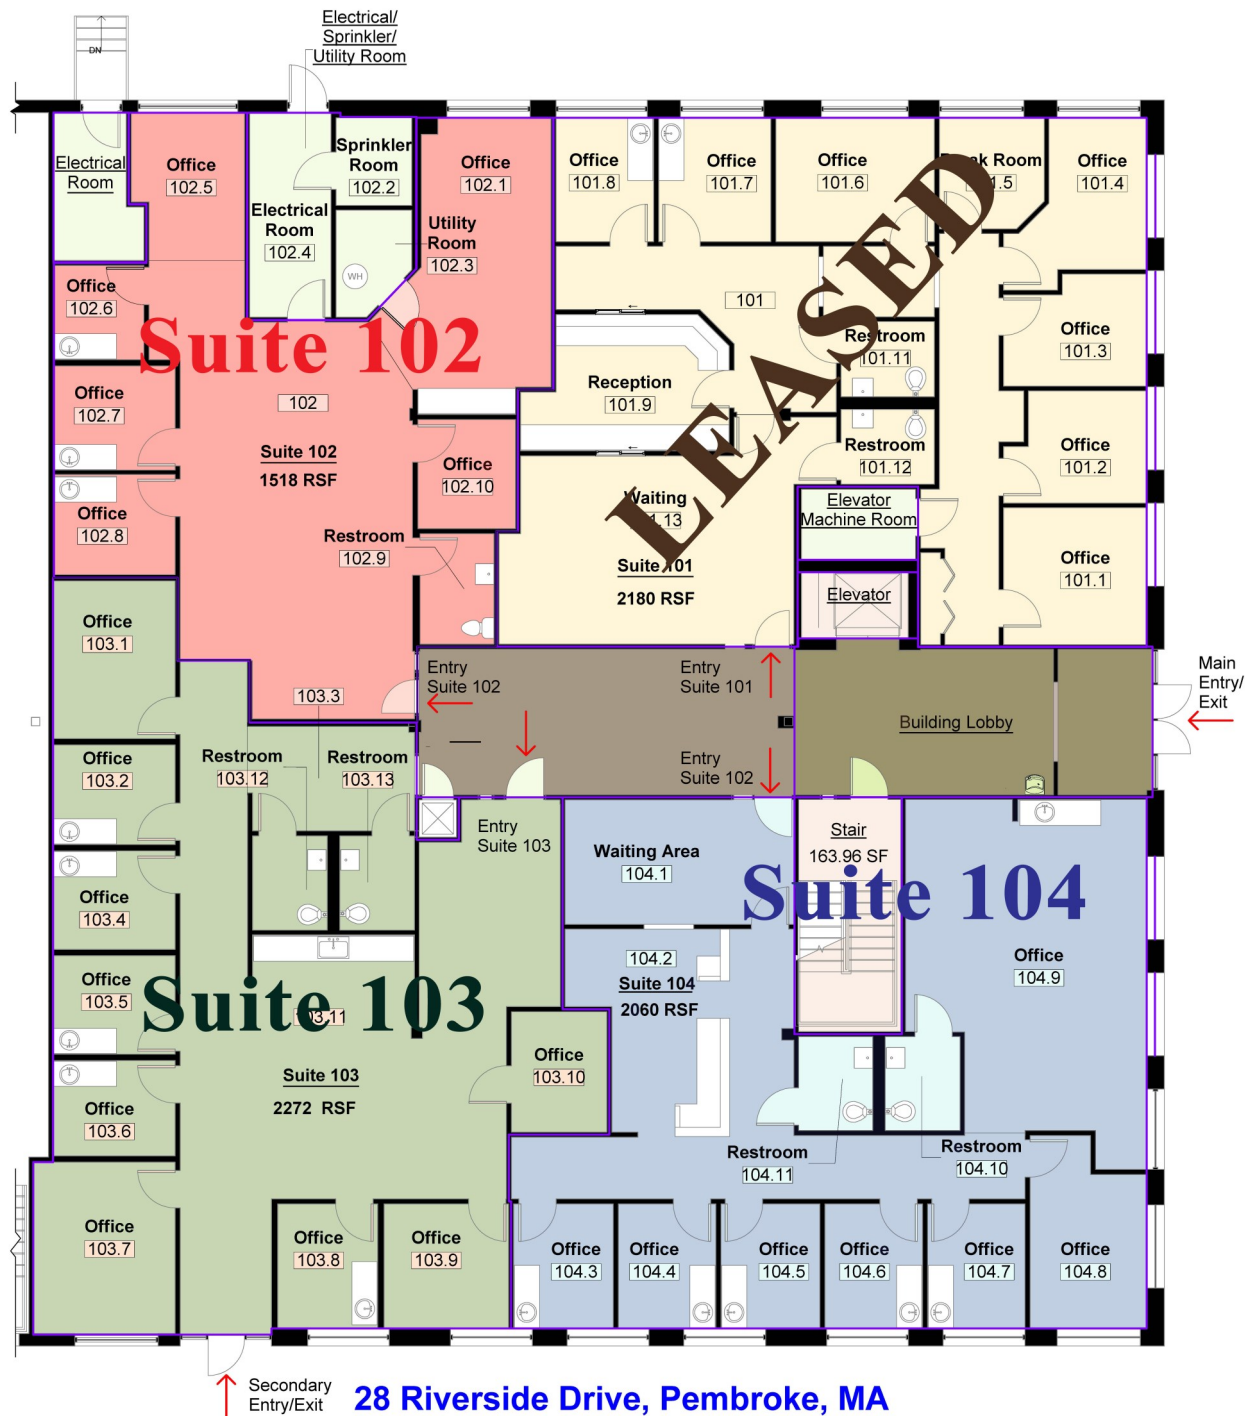 Electrical/
Sprinkler/
Utility Room
DN
Electrical
Room
Office
102.5
Sprinkler
Room
102.2
Electrical
Room
102.4
WH
Office
102.1
Utility
Room
102.3
Office
101.8
Office
101.7
Office
101.6
Room
Office
101.4
Office
102.6
Suite 102
101
Restroom
101.11
Office
101.3
LEASED
Office
102.7
102
Reception
101.9
Suite 102
1518 RSF
Office
102.10
Restroom
101.12
Office
101.2
Office
102.8
Restroom
102.9
Waiting
Elevator
Machine Room
Suite 101
2180 RSF
Elevator
Office
101.1
Office
103.1
103.3
Entry
Suite 102
Entry
Suite 101
Building Lobby
Main
Entry/
Exit
Office
103.2
Restroom
103.12
Restroom
103.13
Entry
Suite 102
Entry
Suite 103
Waiting Area
104.1
Stair
163.96 SF
Suite 104
Office
103.4
Office
103.5
Suite 103
103.11
104.2
Suite 104
2060 RSF
Office
104.9
Suite 103
2272 RSF
Office
103.10
Office
103.6
Restroom
104.11
Restroom
104.10
Office
103.7
Office
103.8
Office
103.9
Office
104.3
Office
104.4
Office
104.5
Office
104.6
Office
104.7
Office
104.8
Secondary
Entry/Exit
28 Riverside Drive, Pembroke, MA